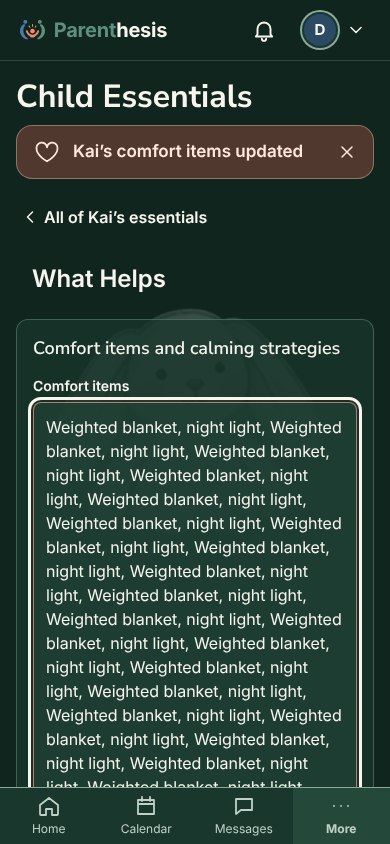 Parenthesis
D
Child Essentials
Kai’s comfort items updated
All of Kai’s essentials
What Helps
Comfort items and calming strategies
Comfort items
Weighted blanket, night light, Weighted
blanket, night light, Weighted blanket,
night light, Weighted blanket, night
light, Weighted blanket, night light,
Weighted blanket, night light, Weighted
blanket, night light, Weighted blanket,
night light, Weighted blanket, night
light, Weighted blanket, night light,
Weighted blanket, night light, Weighted
blanket, night light, Weighted blanket,
night light, Weighted blanket, night
light, Weighted blanket, night light,
Weighted blanket, night light, Weighted
blanket, night light, Weighted blanket,
night light, Weighted blanket, night
light, Weighted blanket, night light,
Home
Calendar
Messages
More